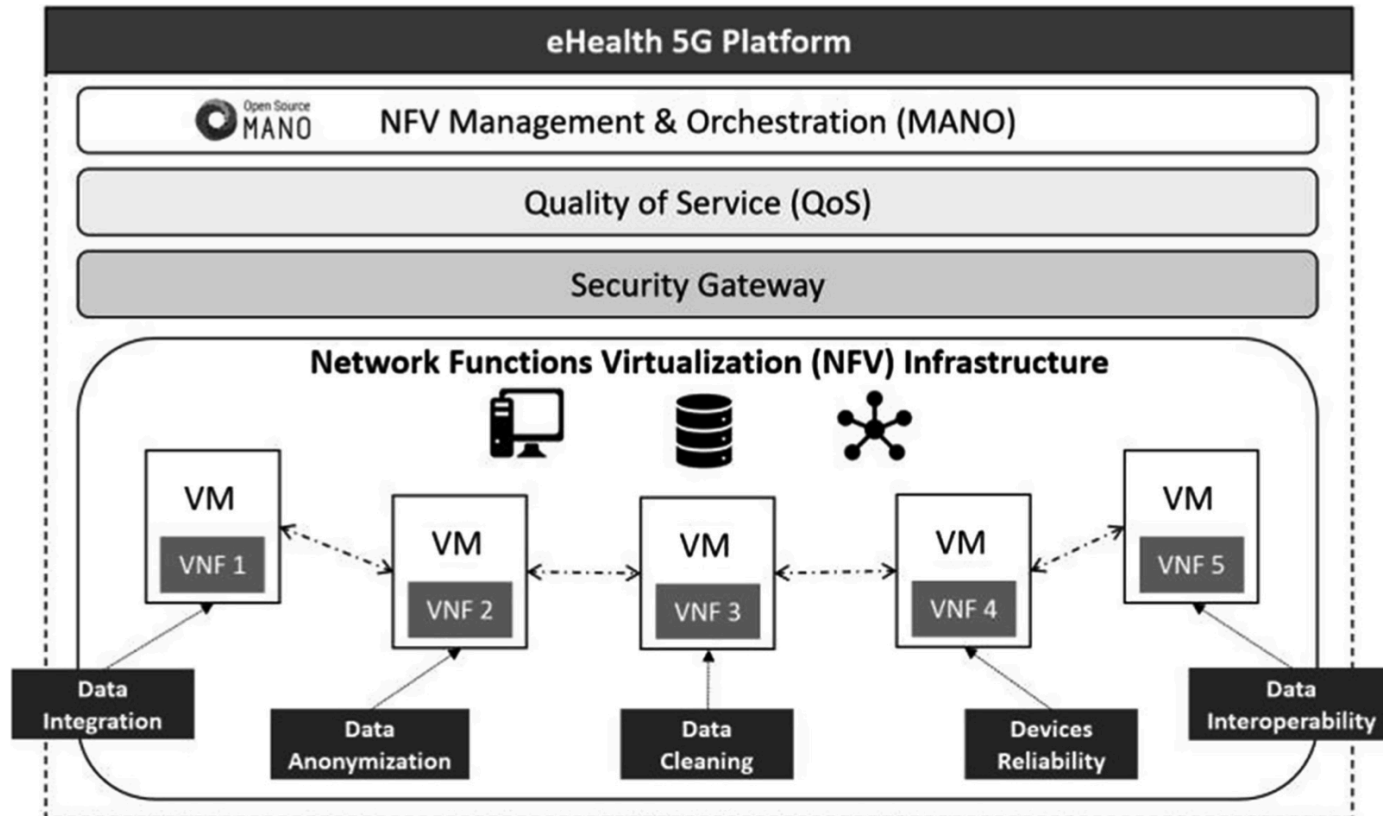 eHealth 5G Platform
Open Source
MANO
NFV Management & Orchestration (MANO)
Quality of Service (QoS)
Security Gateway
Network Functions Virtualization (NFV) Infrastructure
VM
VNF 1
VM
VNF 2
VM
VNF 3
VM
VNF 4
VM
VNF 5
Data
Integration
Data
Anonymization
Data
Cleaning
Devices
Reliability
Data
Interoperability